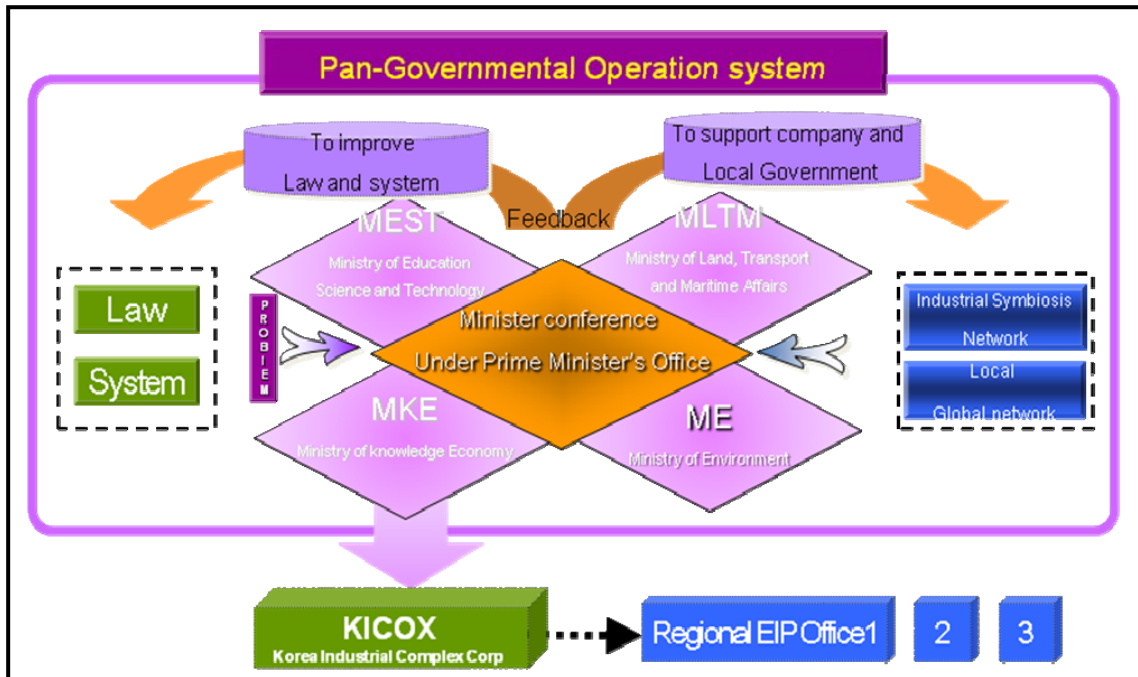 Pan-Governmental Operation system
To improve
Law and system
To support company and
Local Government
Feedback
MEST
Ministry of Education
Science and Technology
MLTM
Ministry of Land, Transport
and Maritime Affairs
Law
System
PROBIEM
Minister conference
Under Prime Minister's Office
Industrial Symbiosis
Network
Local
Global network
MKE
Ministry of knowledge Economy
ME
Ministry of Environment
KICOX
Korea Industrial Complex Corp
Regional EIP Office1
2
3